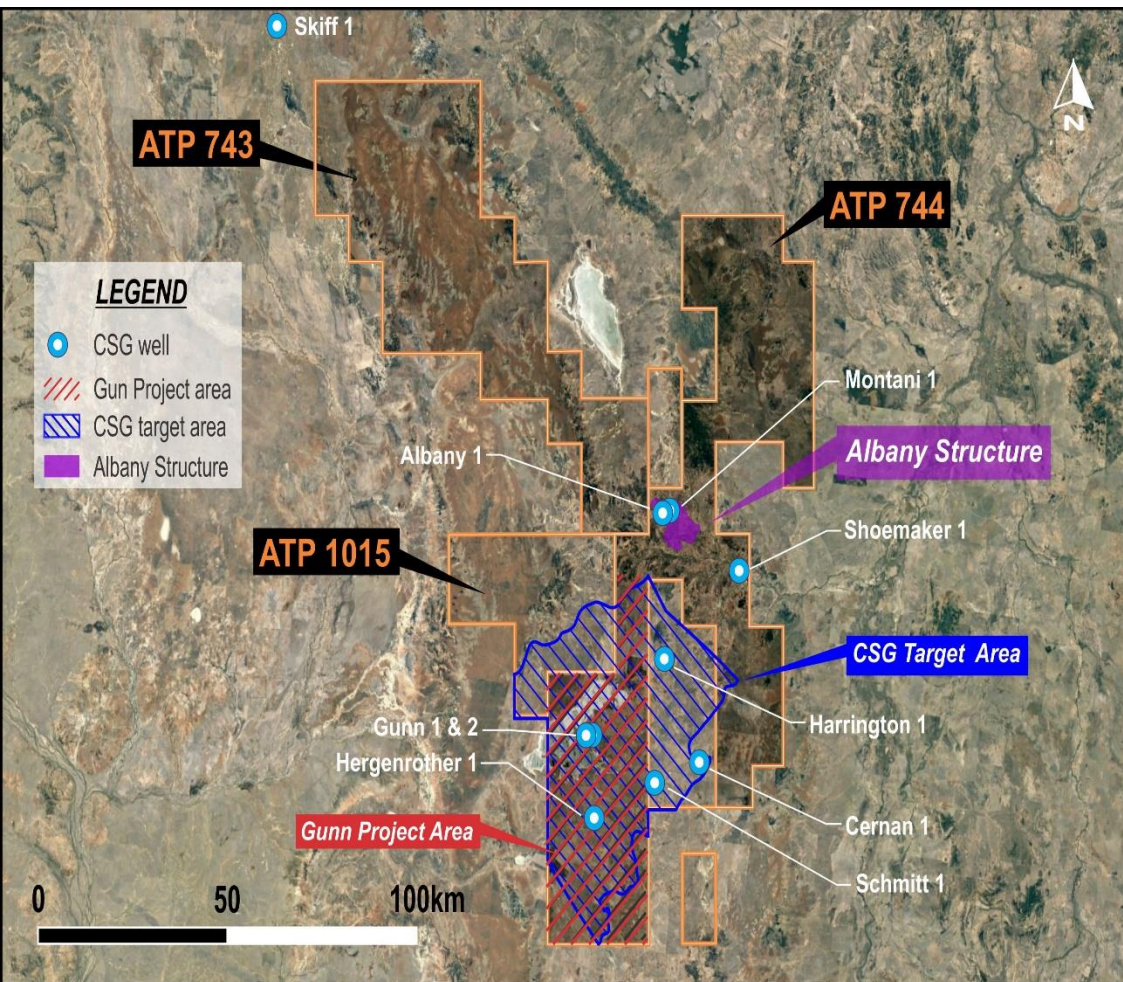 Skiff 1
ATP 743
N
ATP 744
LEGEND
CSG well
Gun Project area
CSG target area
Albany Structure
Montani 1
Albany 1
Albany Structure
Shoemaker 1
ATP 1015
CSG Target Area
Harrington 1
Gunn 1 & 2
Hergenrother 1
Gunn Project Area
Cernan 1
Schmitt 1
0 50 100km